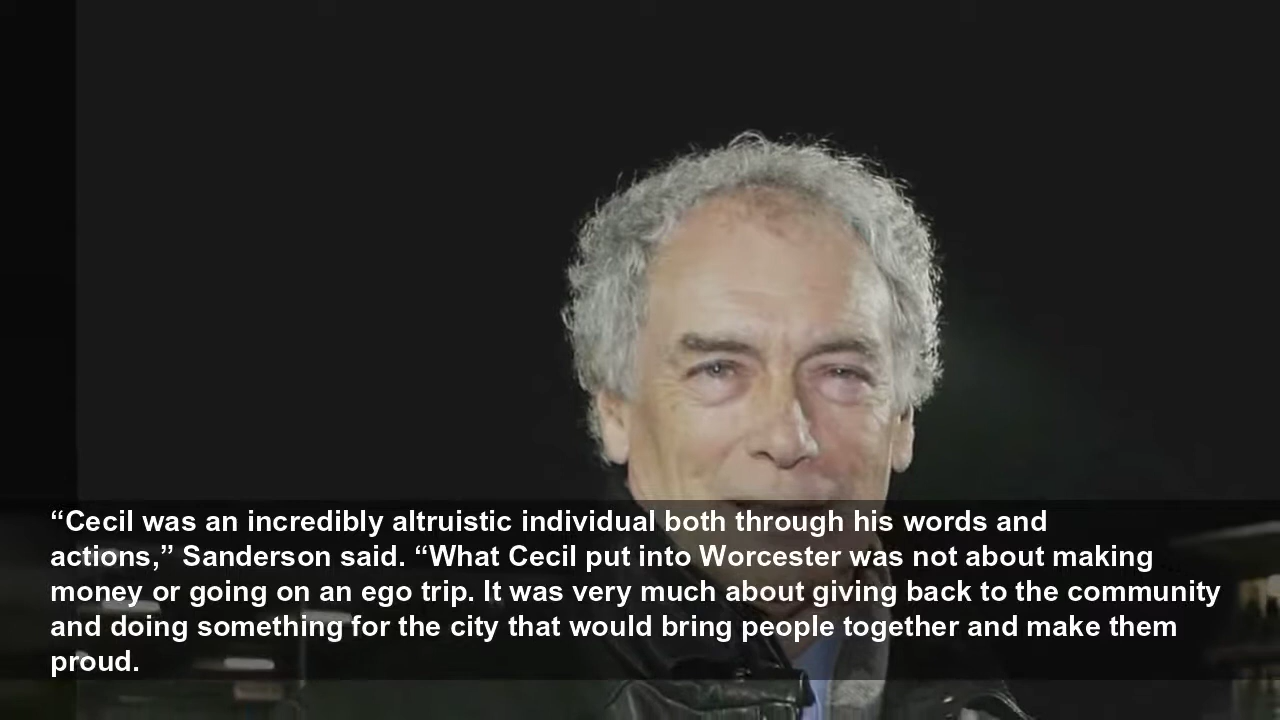 “Cecil was an incredibly altruistic individual both through his words and
actions,” Sanderson said. “What Cecil put into Worcester was not about making
money or going on an ego trip. It was very much about giving back to the community
and doing something for the city that would bring people together and make them
proud.